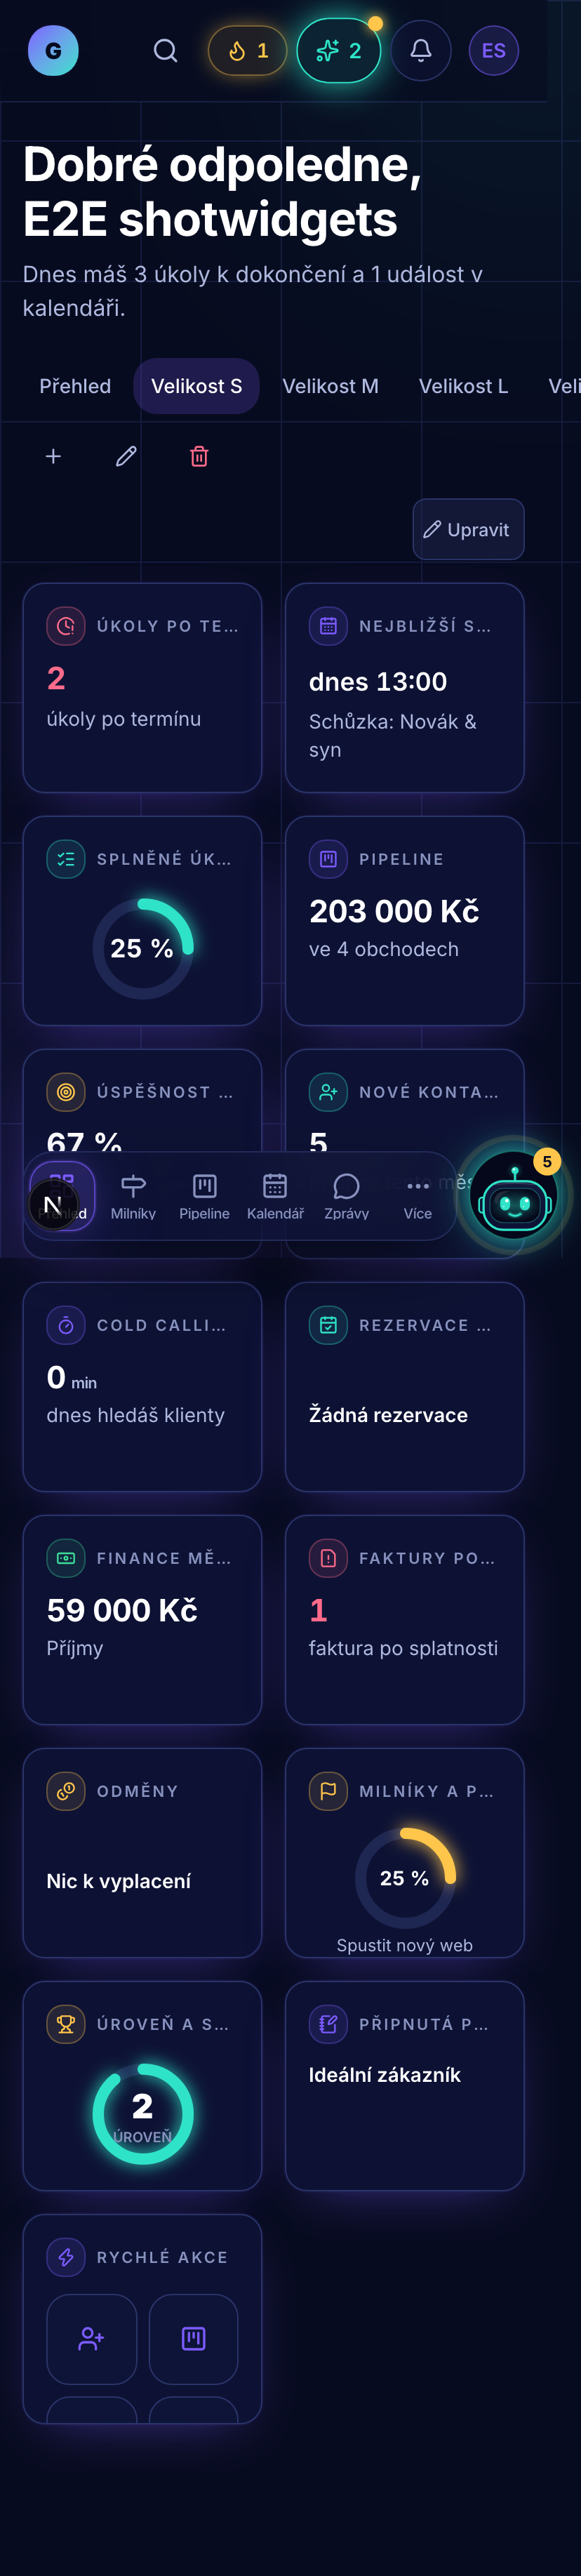 G
1
2
ES
Dobré odpoledne,
E2E shotwidgets
Dnes máš 3 úkoly k dokončení a 1 událost v
kalendáři.
Přehled Velikost S Velikost M Velikost L Veli
Upravit
ÚKOLY PO TE…
2
úkoly po termínu
NEJBLIŽŠÍ S…
dnes 13:00
Schůzka: Novák &
syn
SPLNĚNÉ ÚK…
25 %
PIPELINE
203 000 Kč
ve 4 obchodech
ÚSPĚŠNOST …
67 %
NOVÉ KONTA…
5
měs
N
Přehled Milníky Pipeline Kalendář Zprávy Více
5
COLD CALLI…
0 min
dnes hledáš klienty
REZERVACE …
Žádná rezervace
FINANCE MĚ…
59 000 Kč
Příjmy
FAKTURY PO…
1
faktura po splatnosti
ODMĚNY
Nic k vyplacení
MILNÍKY A P…
25 %
Spustit nový web
ÚROVEŇ A S…
2
ÚROVEŇ
PŘIPNUTÁ P…
Ideální zákazník
RYCHLÉ AKCE